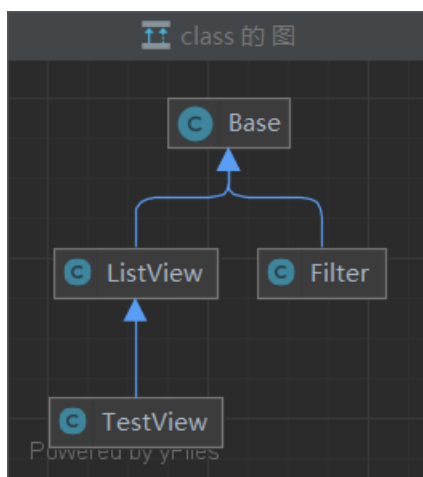 class 的图
C Base
C ListView
C Filter
C TestView
Powered by yFiles